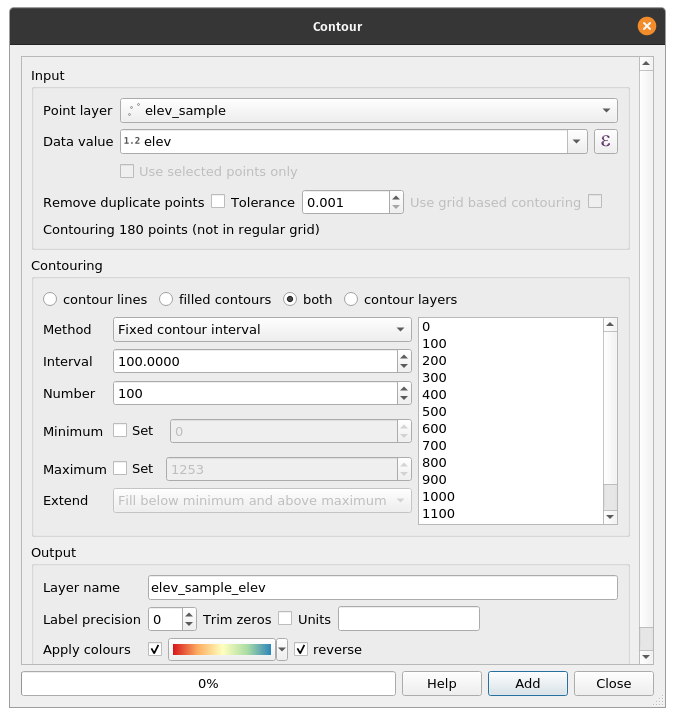 Contour
Input
Point layer elev_sample
Data value 1.2 elev ε
Use selected points only
Remove duplicate points Tolerance 0.001 Use grid based contouring
Contouring 180 points (not in regular grid)
Contouring
contour lines filled contours both contour layers
Method Fixed contour interval
Interval 100.0000
Number 100
Minimum Set 0
Maximum Set 1253
Extend Fill below minimum and above maximum
0
100
200
300
400
500
600
700
800
900
1000
1100
Output
Layer name elev_sample_elev
Label precision 0 Trim zeros Units
Apply colours reverse
0% Help Add Close